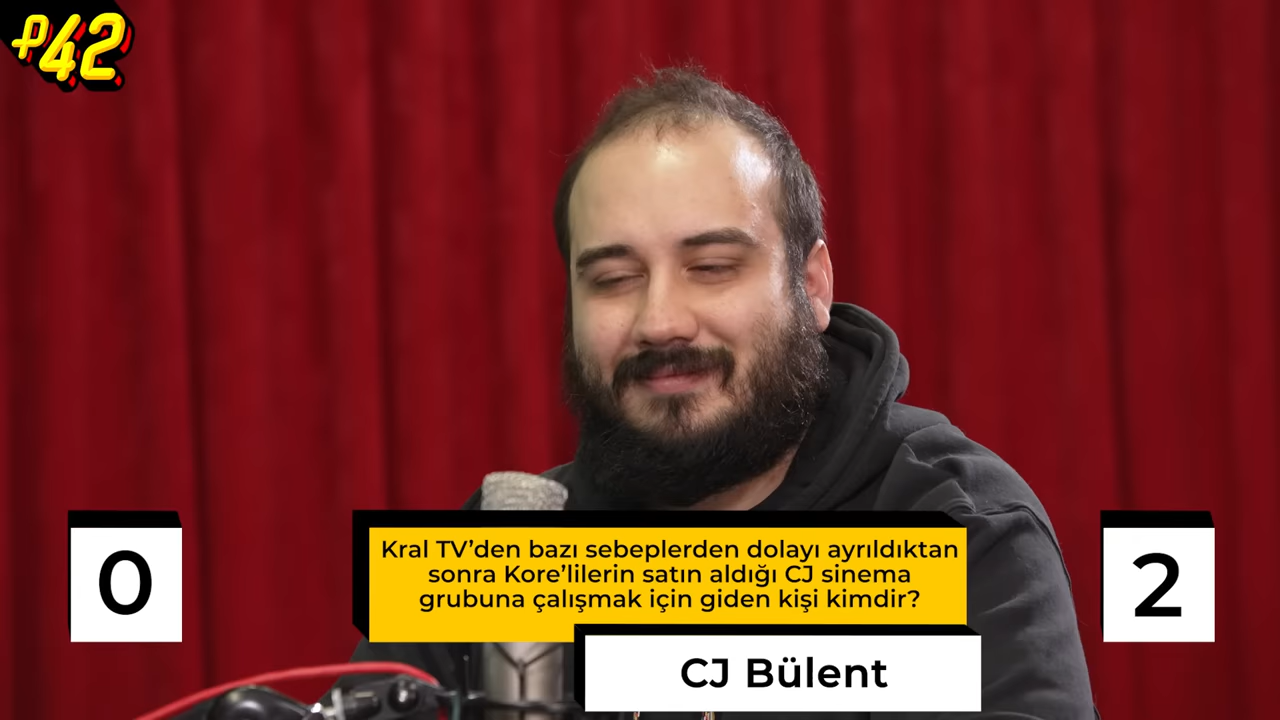 P42
Kral TV’den bazı sebeplerden dolayı ayrıldıktan
sonra Kore’lilerin satın aldığı CJ sinema
grubuna çalışmak için giden kişi kimdir?
0
2
CJ Bülent